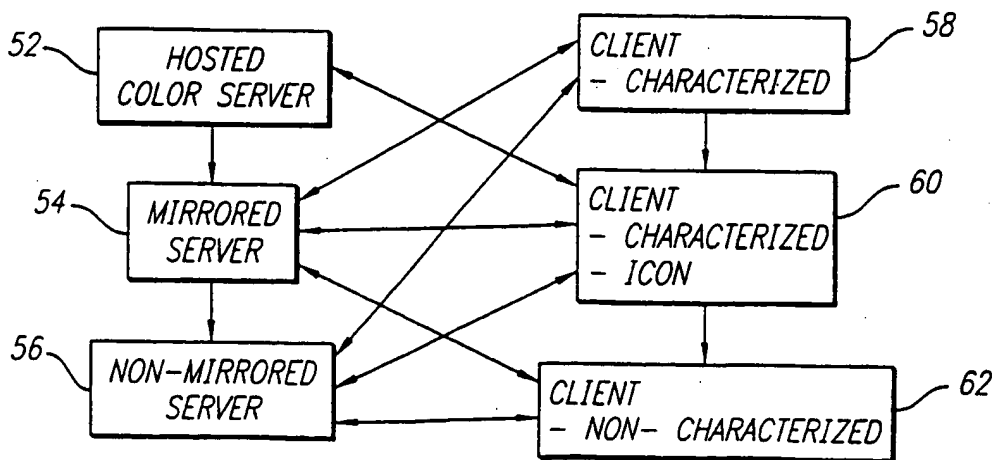 52
HOSTED
COLOR SERVER
54
MIRRORED
SERVER
56
NON-MIRRORED
SERVER
58
CLIENT
- CHARACTERIZED
60
CLIENT
- CHARACTERIZED
- ICON
62
CLIENT
- NON- CHARACTERIZED